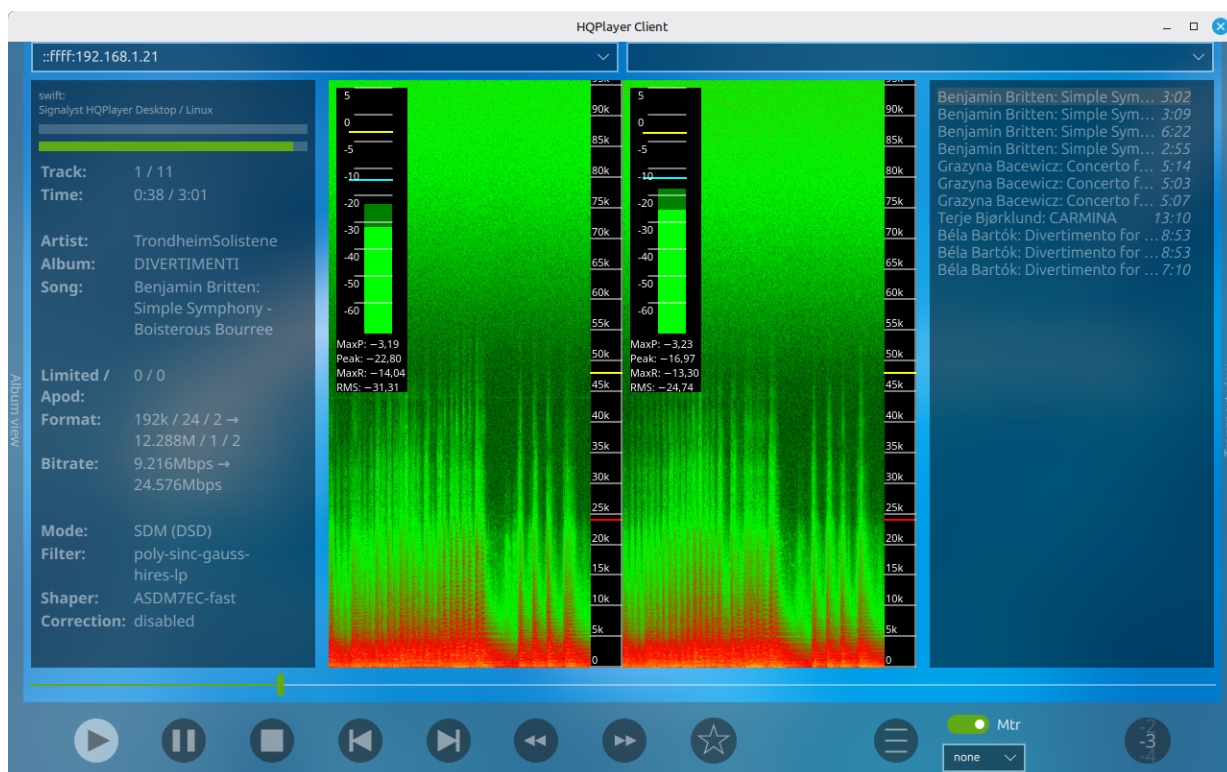 HQPlayer Client
::ffff:192.168.1.21
swift:
Signalyst HQPlayer Desktop / Linux
Track: 1 / 11
Time: 0:38 / 3:01
Artist: TrondheimSolistene
Album: DIVERTIMENTI
Song: Benjamin Britten:
Simple Symphony -
Boisterous Bourree
Limited / 0 / 0
Apod:
Format: 192k / 24 / 2 →
12.288M / 1 / 2
Bitrate: 9.216Mbps →
24.576Mbps
Mode: SDM (DSD)
Filter: poly-sinc-gauss-
hires-lp
Shaper: ASDM7EC-fast
Correction: disabled
Album view
5
0
-5
-10
-20
-30
-40
-50
-60
MaxP: −3,19
Peak: −22,80
MaxR: −14,04
RMS: −31,31
95k
90k
85k
80k
75k
70k
65k
60k
55k
50k
45k
40k
35k
30k
25k
20k
15k
10k
5k
0
5
0
-5
-10
-20
-30
-40
-50
-60
MaxP: −3,23
Peak: −16,97
MaxR: −13,30
RMS: −24,74
95k
90k
85k
80k
75k
70k
65k
60k
55k
50k
45k
40k
35k
30k
25k
20k
15k
10k
5k
0
Benjamin Britten: Simple Sym... 3:02
Benjamin Britten: Simple Sym... 3:09
Benjamin Britten: Simple Sym... 6:22
Benjamin Britten: Simple Sym... 2:55
Grazyna Bacewicz: Concerto f... 5:14
Grazyna Bacewicz: Concerto f... 5:03
Grazyna Bacewicz: Concerto f... 5:07
Terje Bjørklund: CARMINA 13:10
Béla Bartók: Divertimento for ... 8:53
Béla Bartók: Divertimento for ... 8:53
Béla Bartók: Divertimento for ... 7:10
Mtr
none
-2
-3
-4